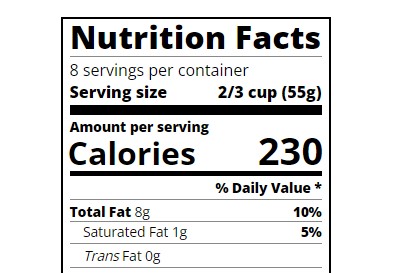 Nutrition Facts
8 servings per container
Serving size 2/3 cup (55g)
Amount per serving
Calories 230
% Daily Value *
Total Fat 8g 10%
Saturated Fat 1g 5%
Trans Fat 0g